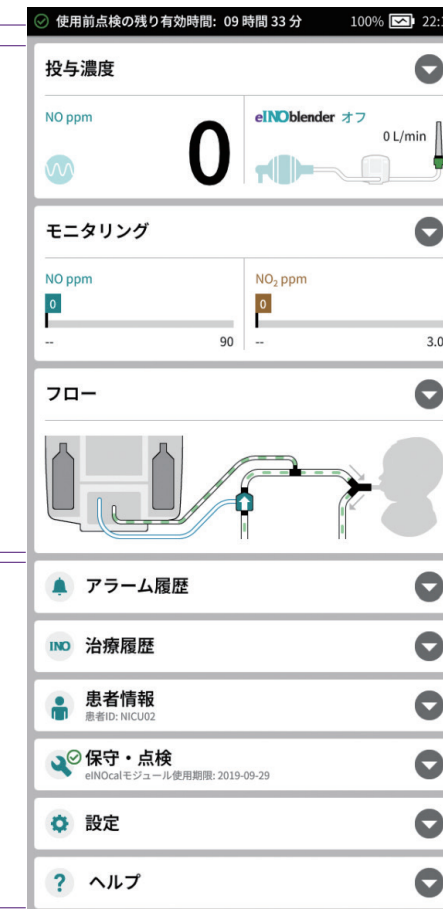 使用前点検の残り有効時間: 09 時間 33 分 100% 22:
投与濃度
NO ppm
0
eINOblender オフ
0 L/min
モニタリング
NO ppm
0
-- 90
NO₂ ppm
0
-- 3.0
フロー
アラーム履歴
INO 治療履歴
患者情報
患者ID: NICU02
保守・点検
eINOcalモジュール使用期限: 2019-09-29
設定
? ヘルプ